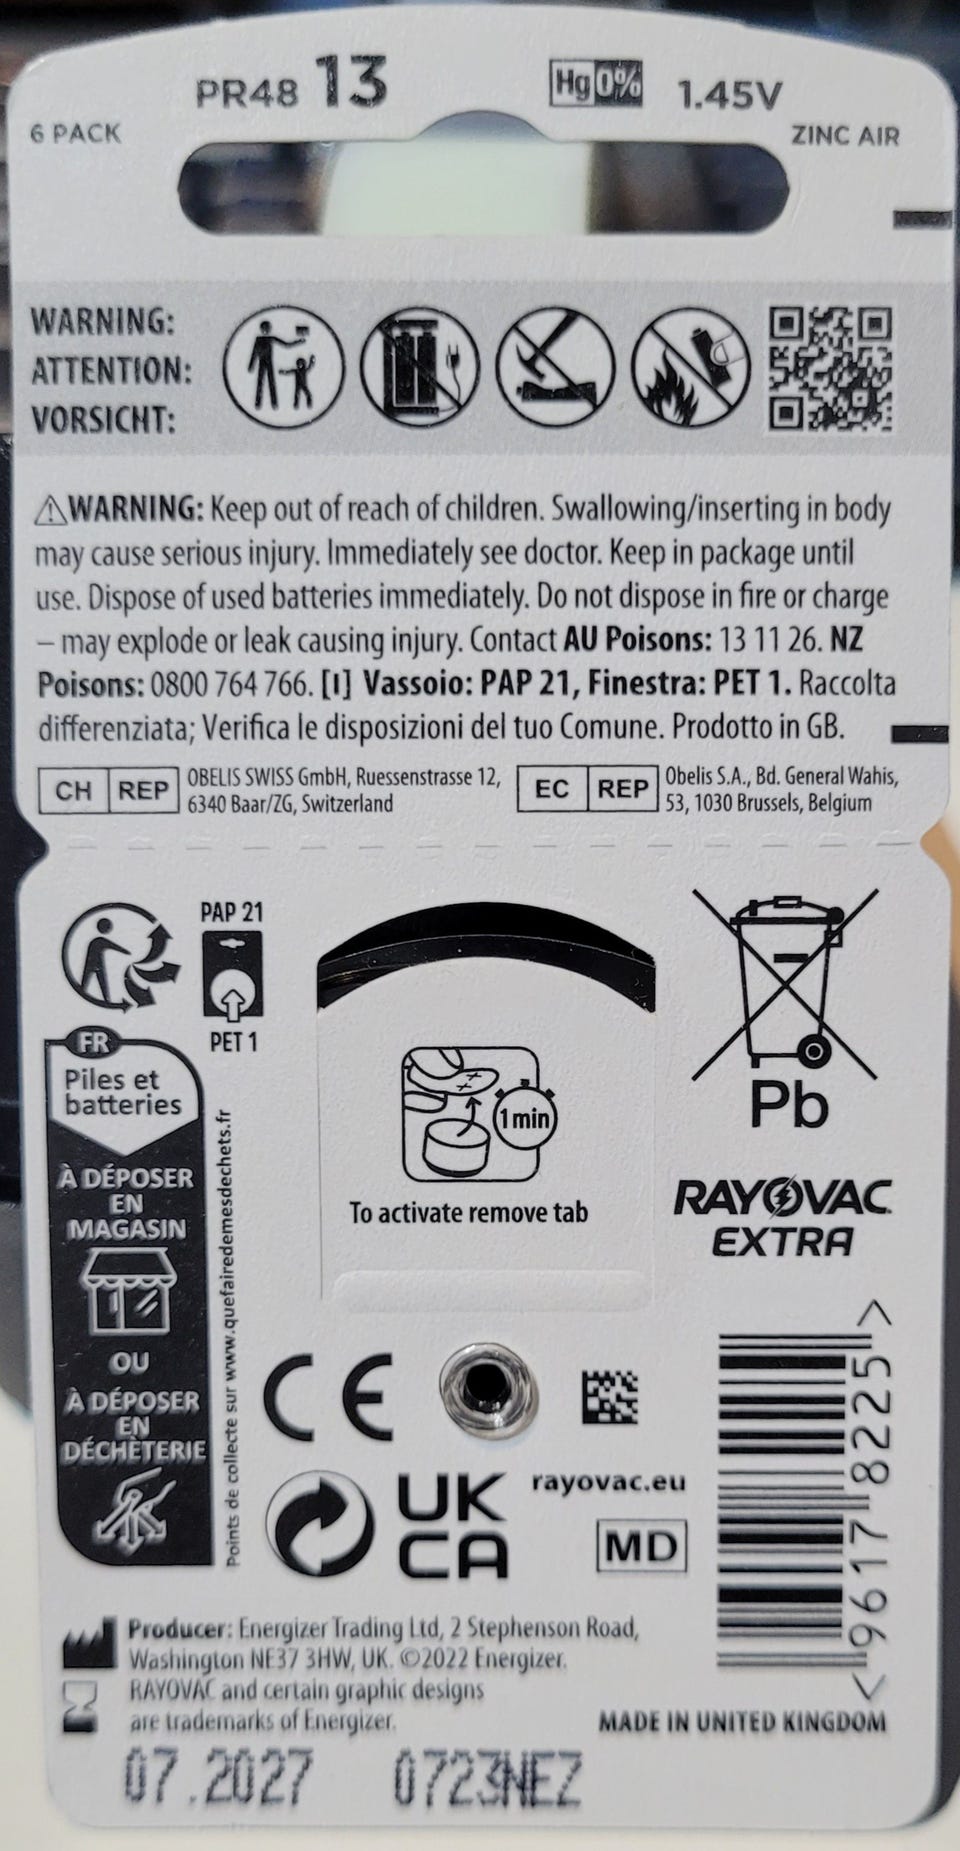 PR48 13 Hg 0% 1.45V
6 PACK ZINC AIR
WARNING:
ATTENTION:
VORSICHT:
⚠WARNING: Keep out of reach of children. Swallowing/inserting in body
may cause serious injury. Immediately see doctor. Keep in package until
use. Dispose of used batteries immediately. Do not dispose in fire or charge
– may explode or leak causing injury. Contact AU Poisons: 13 11 26. NZ
Poisons: 0800 764 766. [I] Vassoio: PAP 21, Finestra: PET 1. Raccolta
differenziata; Verifica le disposizioni del tuo Comune. Prodotto in GB.
CH REP OBELIS SWISS GmbH, Ruessenstrasse 12,
6340 Baar/ZG, Switzerland
EC REP Obelis S.A., Bd. General Wahis,
53, 1030 Brussels, Belgium
PAP 21
PET 1
FR
Piles et
batteries
À DÉPOSER
EN
MAGASIN
OU
À DÉPOSER
EN
DÉCHÈTERIE
Points de collecte sur www.quefairedemesdechets.fr
1 min
To activate remove tab
Pb
RAYOVAC
EXTRA
CE
UK
CA
rayovac.eu
MD
<9617 8225>
Producer: Energizer Trading Ltd, 2 Stephenson Road,
Washington NE37 3HW, UK. ©2022 Energizer.
RAYOVAC and certain graphic designs
are trademarks of Energizer.
MADE IN UNITED KINGDOM
07.2027 0723NEZ